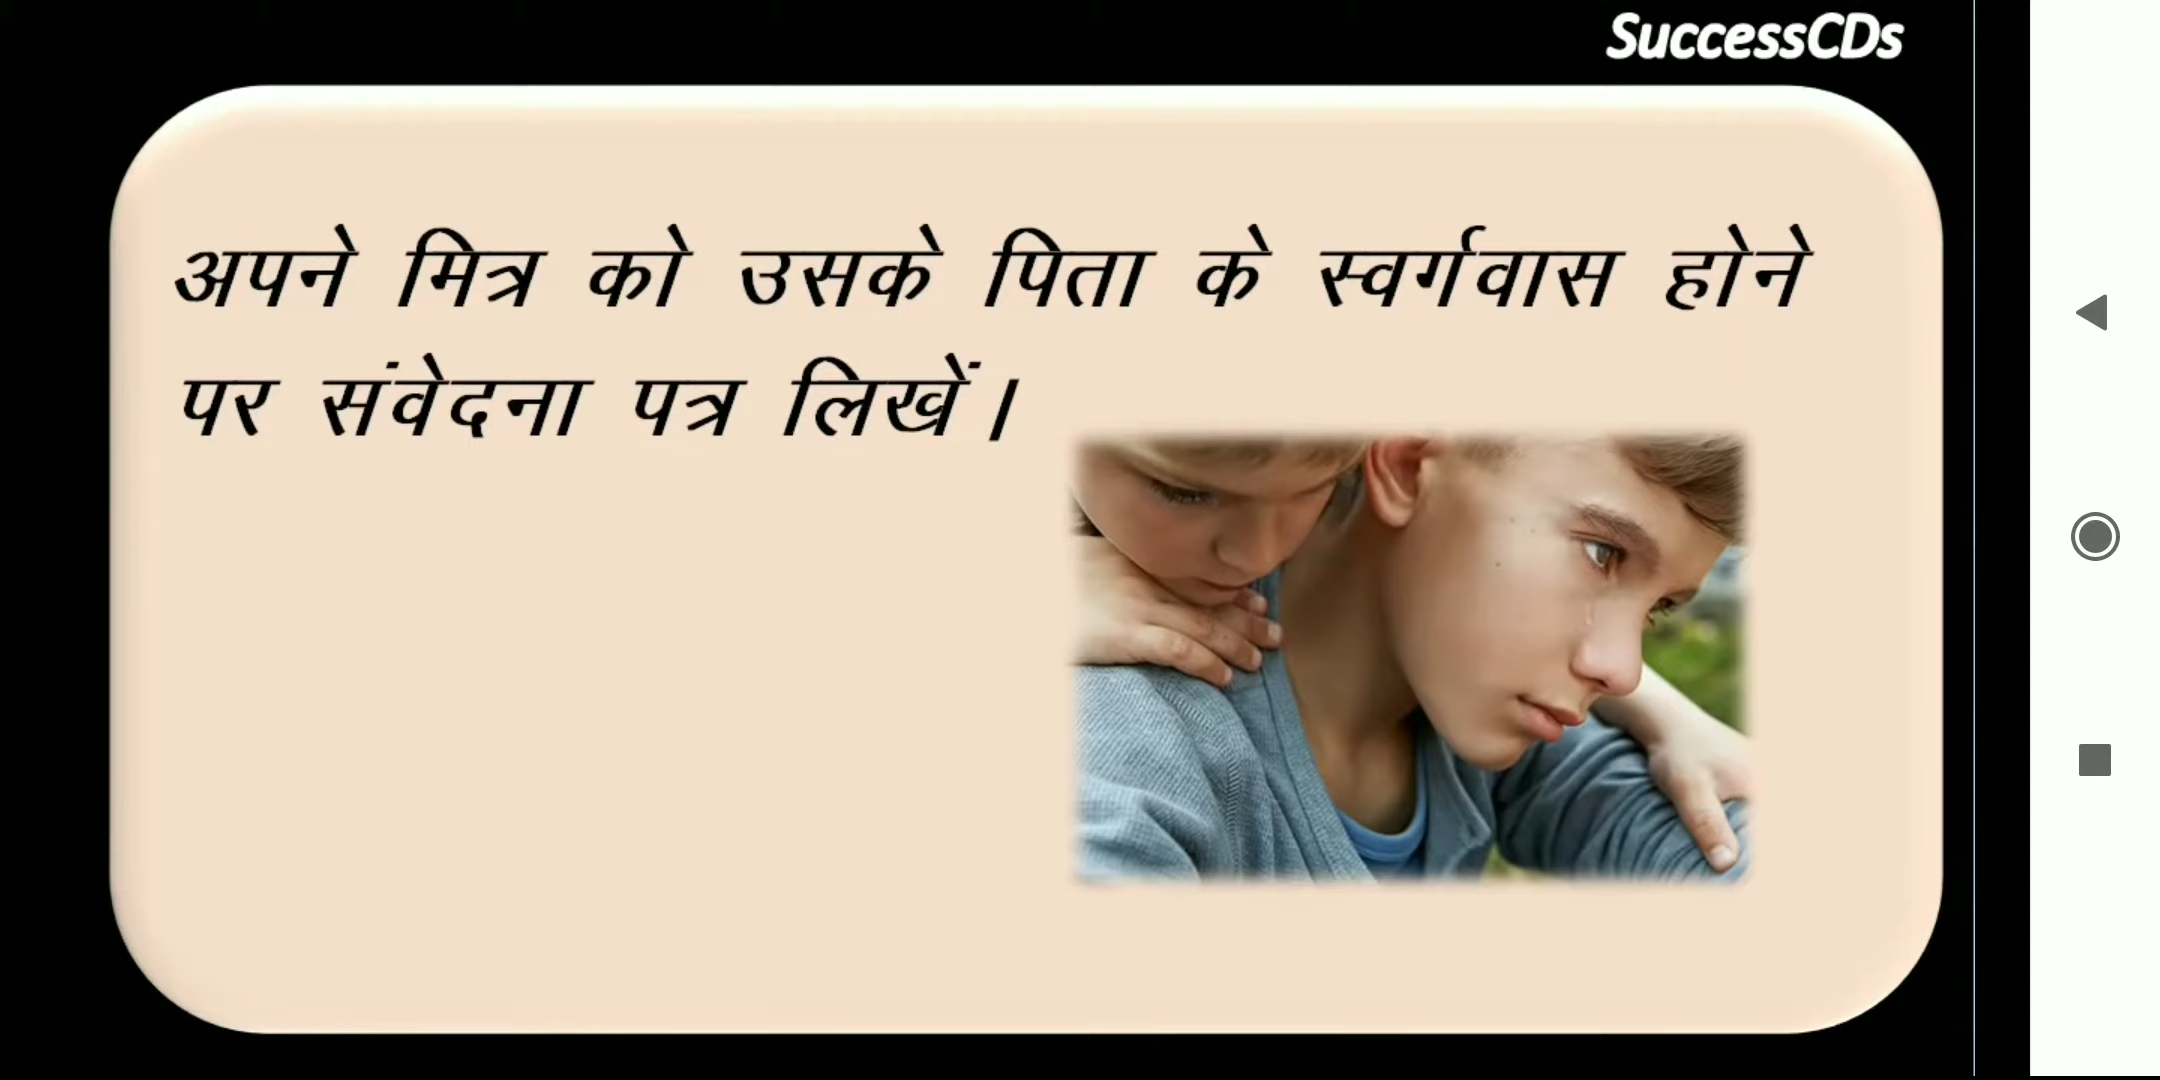 SuccessCDs
अपने मित्र को उसके पिता के स्वर्गवास होने
पर संवेदना पत्र लिखें।